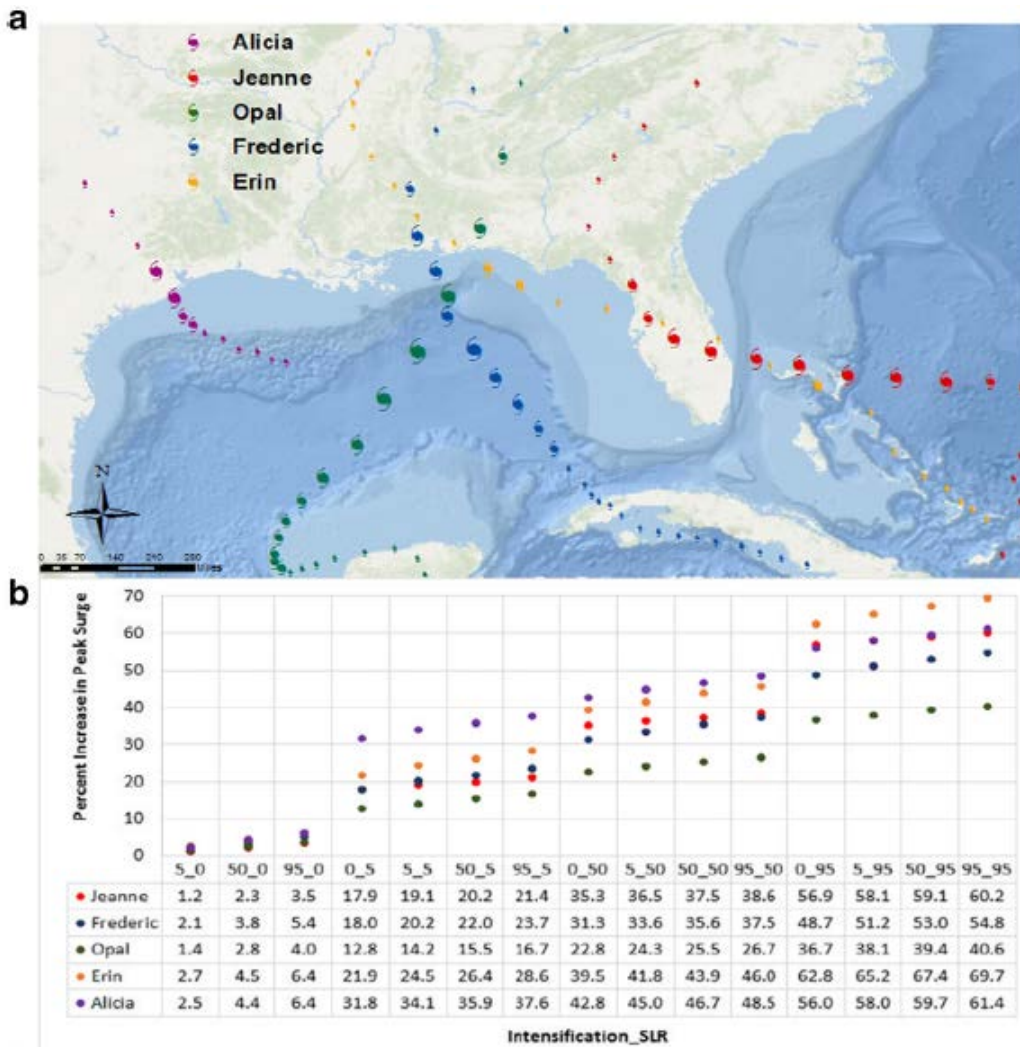 a
Alicia
Jeanne
Opal
Frederic
Erin
N
0 35 70 140 240 280
b
Percent Increase in Peak Surge
70
60
50
40
30
20
10
0
5_0 50_0 95_0 0_5 5_5 50_5 95_5 0_50 5_50 50_50 95_50 0_95 5_95 50_95 95_95
Jeanne 1.2 2.3 3.5 17.9 19.1 20.2 21.4 35.3 36.5 37.5 38.6 56.9 58.1 59.1 60.2
Frederic 2.1 3.8 5.4 18.0 20.2 22.0 23.7 31.3 33.6 35.6 37.5 48.7 51.2 53.0 54.8
Opal 1.4 2.8 4.0 12.8 14.2 15.5 16.7 22.8 24.3 25.5 26.7 36.7 38.1 39.4 40.6
Erin 2.7 4.5 6.4 21.9 24.5 26.4 28.6 39.5 41.8 43.9 46.0 62.8 65.2 67.4 69.7
Alicia 2.5 4.4 6.4 31.8 34.1 35.9 37.6 42.8 45.0 46.7 48.5 56.0 58.0 59.7 61.4
Intensification_SLR